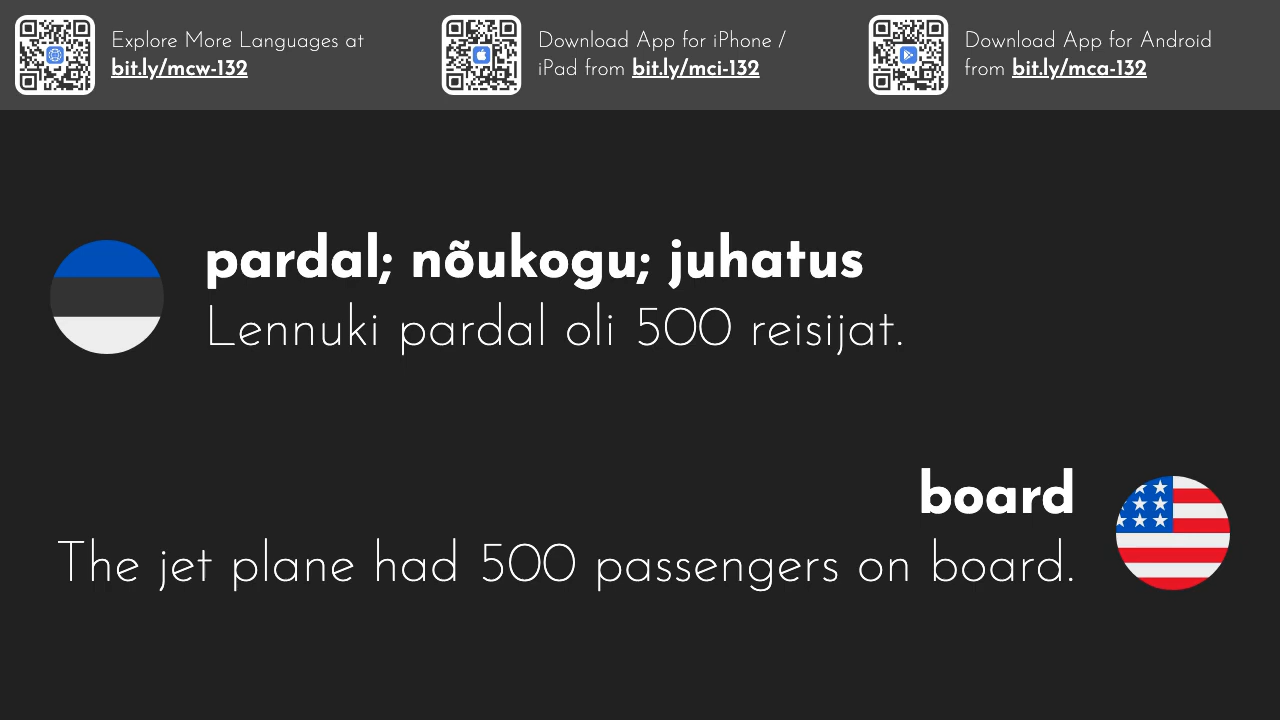 Explore More Languages at
bit.ly/mcw-132
Download App for iPhone /
iPad from bit.ly/mci-132
Download App for Android
from bit.ly/mca-132
pardal; nõukogu; juhatus
Lennuki pardal oli 500 reisijat.
board
The jet plane had 500 passengers on board.